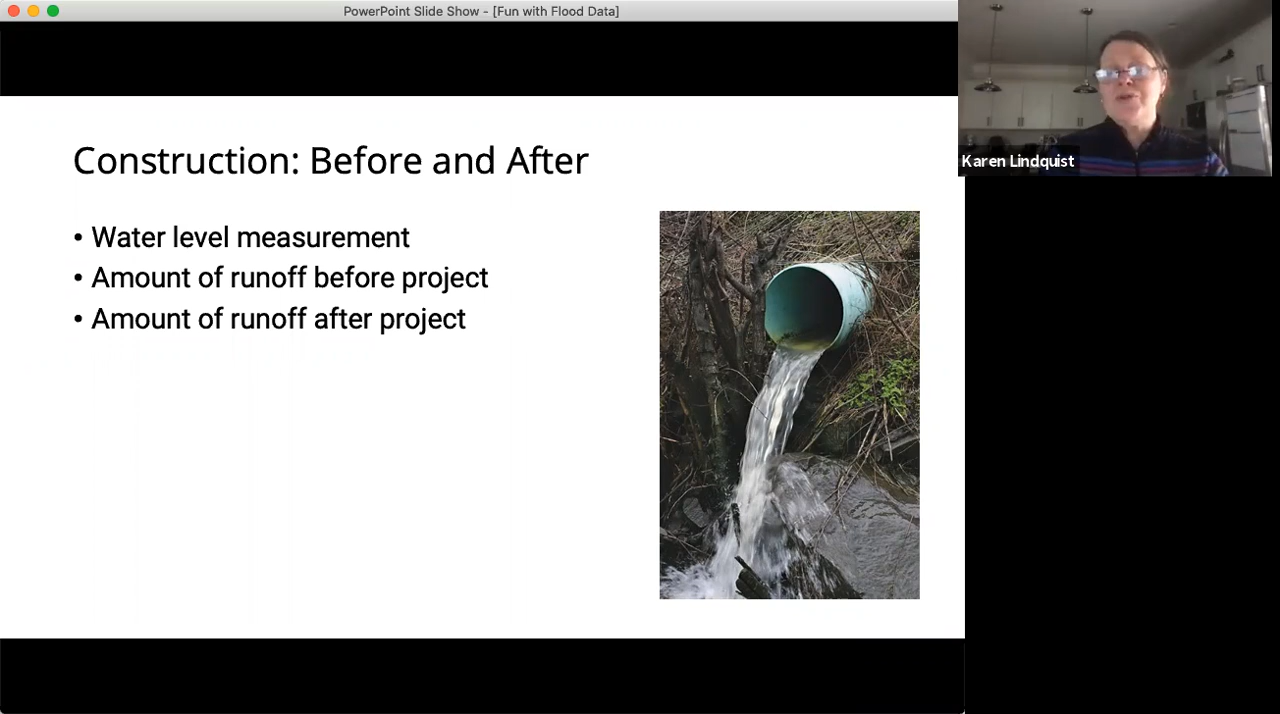 PowerPoint Slide Show - [Fun with Flood Data]
Construction: Before and After
• Water level measurement
• Amount of runoff before project
• Amount of runoff after project
Karen Lindquist